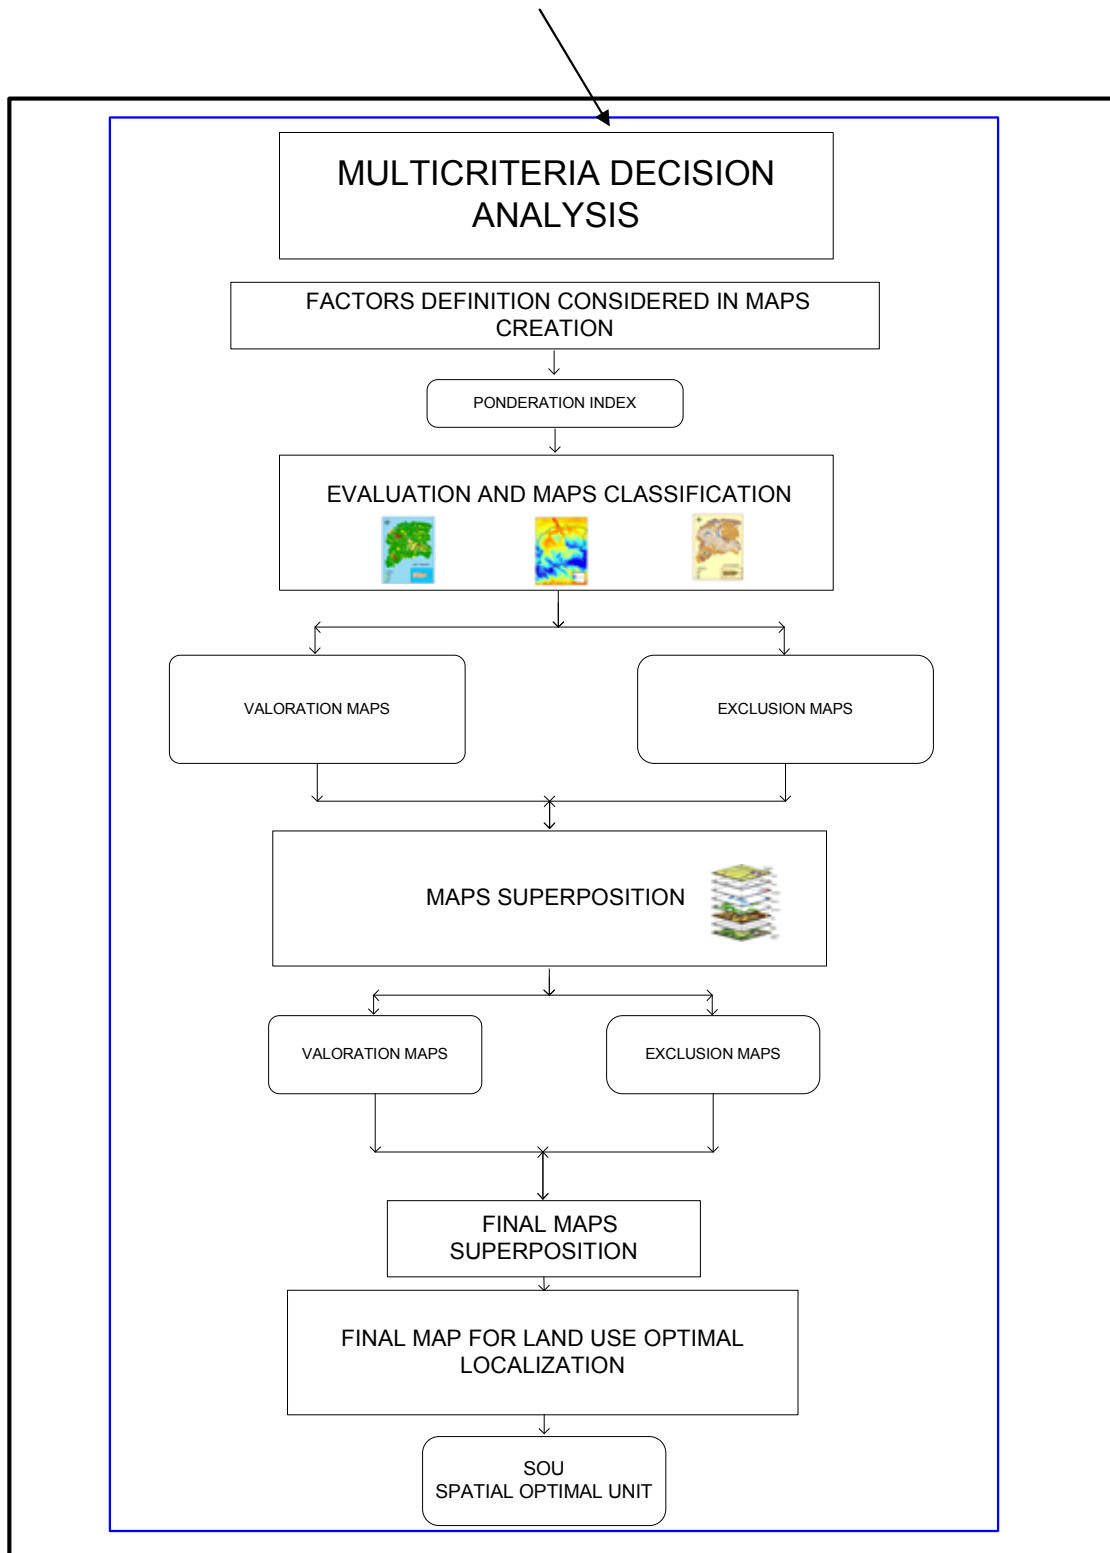 MULTICRITERIA DECISION
ANALYSIS
FACTORS DEFINITION CONSIDERED IN MAPS
CREATION
PONDERATION INDEX
EVALUATION AND MAPS CLASSIFICATION
VALORATION MAPS
EXCLUSION MAPS
MAPS SUPERPOSITION
VALORATION MAPS
EXCLUSION MAPS
FINAL MAPS
SUPERPOSITION
FINAL MAP FOR LAND USE OPTIMAL
LOCALIZATION
SOU
SPATIAL OPTIMAL UNIT